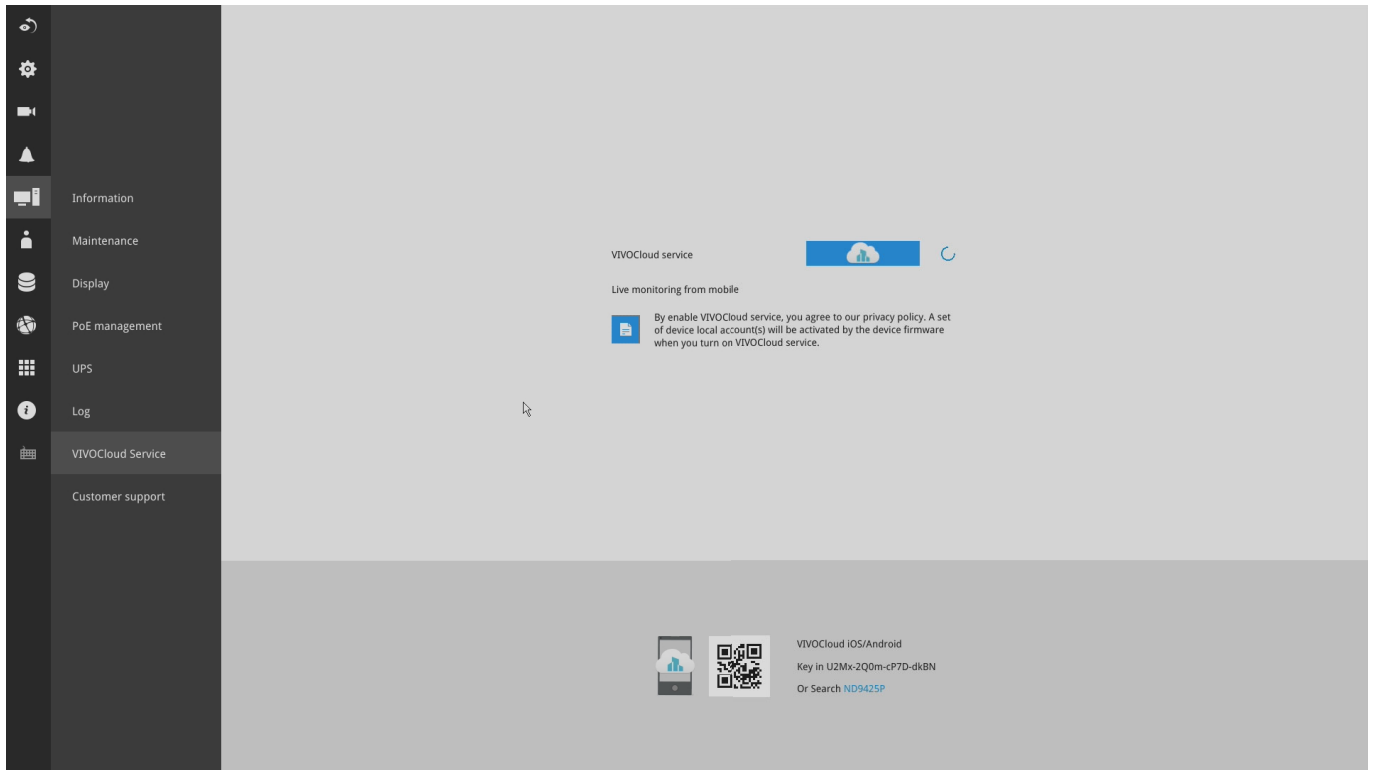 Information
Maintenance
Display
PoE management
UPS
Log
VIVOCloud Service
Customer support
VIVOCloud service
Live monitoring from mobile
By enable VIVOCloud service, you agree to our privacy policy. A set
of device local account(s) will be activated by the device firmware
when you turn on VIVOCloud service.
VIVOCloud iOS/Android
Key in U2Mx-2Q0m-cP7D-dkBN
Or Search ND9425P